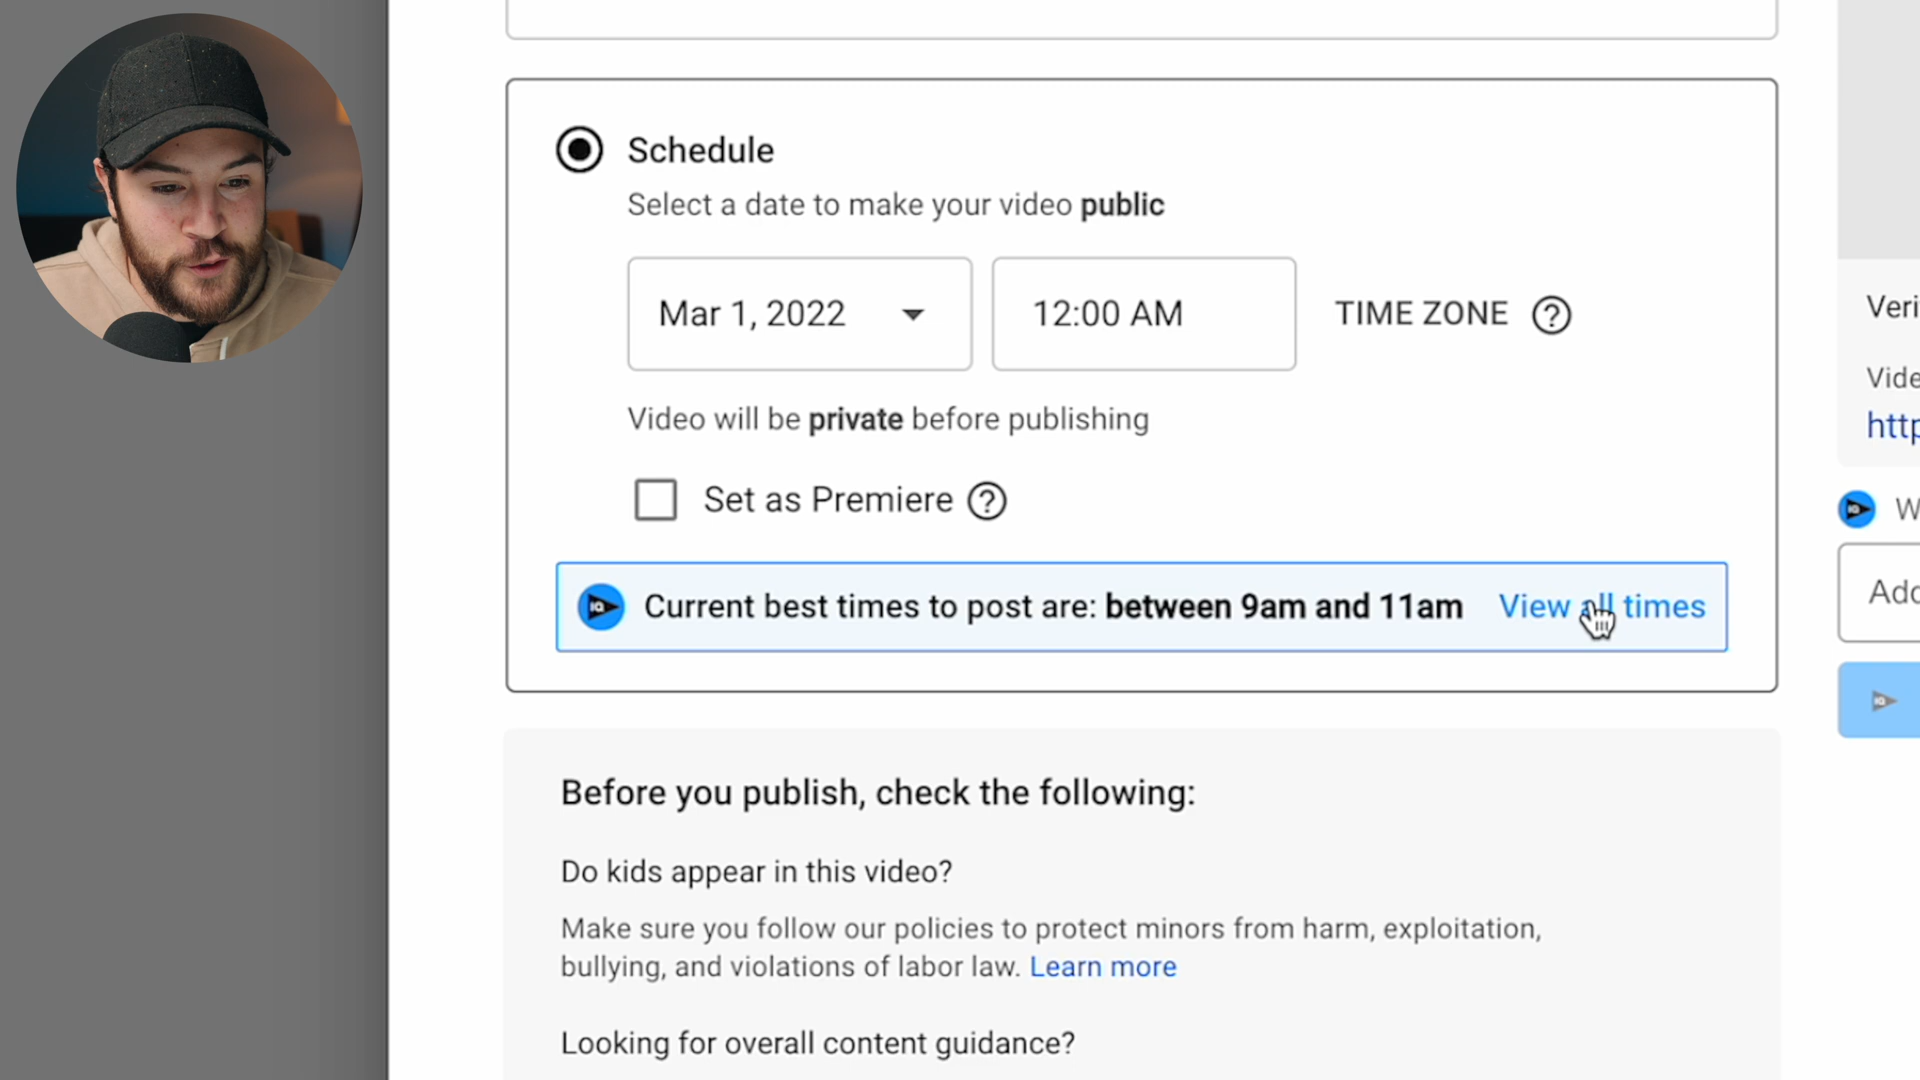 Schedule
Select a date to make your video public
Mar 1, 2022
12:00 AM
TIME ZONE
Video will be private before publishing
Set as Premiere
Current best times to post are: between 9am and 11am
View all times
Before you publish, check the following:
Do kids appear in this video?
Make sure you follow our policies to protect minors from harm, exploitation,
bullying, and violations of labor law. Learn more
Looking for overall content guidance?